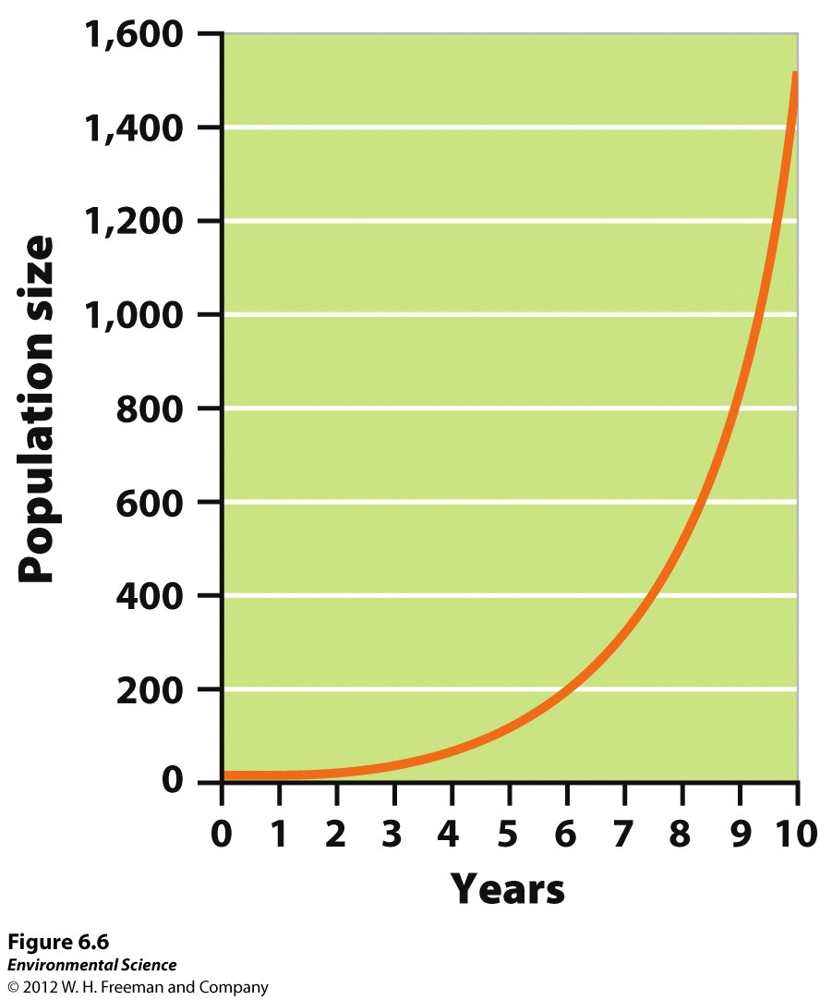 1,600
1,400
1,200
1,000
800
600
400
200
0
Population size
0 1 2 3 4 5 6 7 8 9 10
Years
Figure 6.6
Environmental Science
© 2012 W. H. Freeman and Company